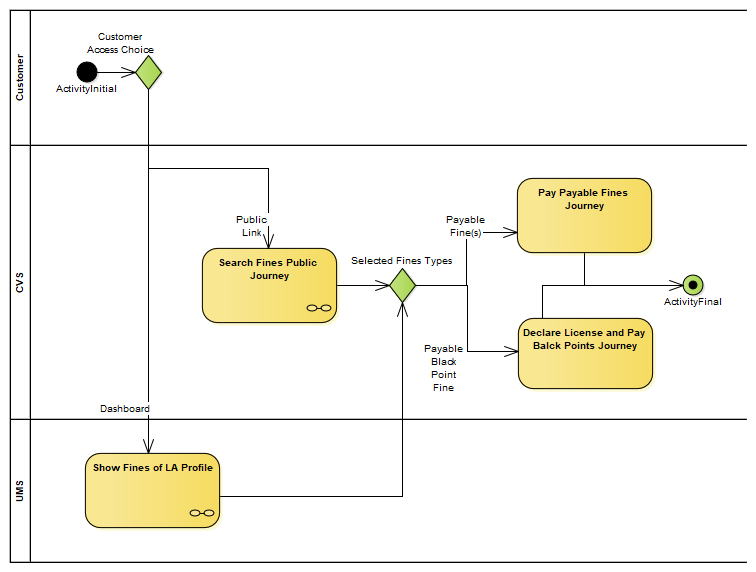 Customer
Customer
Access Choice
ActivityInitial
CVS
Public
Link
Search Fines Public
Journey
Selected Fines Types
Payable
Fine(s)
Pay Payable Fines
Journey
ActivityFinal
Payable
Black
Point
Fine
Declare License and Pay
Balck Points Journey
Dashboard
UMS
Show Fines of LA Profile